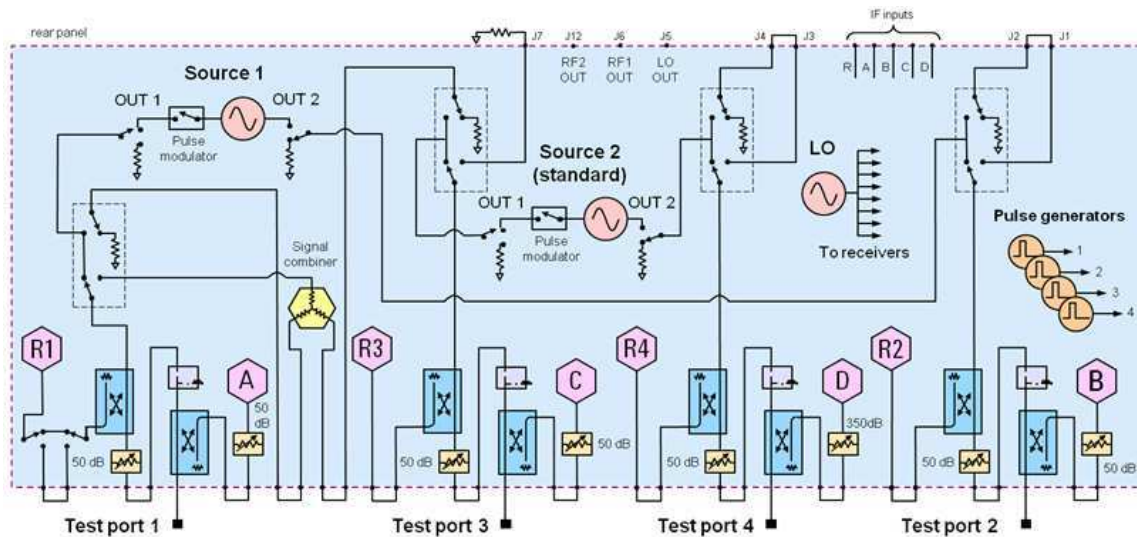 rear panel
IF inputs
J7
J12
J6
J5
J4
J3
J2
J1
RF2
OUT
RF1
OUT
LO
OUT
R
A
B
C
D
Source 1
OUT 1
OUT 2
Pulse
modulator
Source 2
(standard)
OUT 1
OUT 2
Pulse
modulator
LO
To receivers
Pulse generators
1
2
3
4
Signal
combiner
R1
A
R3
C
R4
D
R2
B
50
dB
50 dB
50 dB
50 dB
50 dB
350dB
50 dB
50 dB
Test port 1
Test port 3
Test port 4
Test port 2